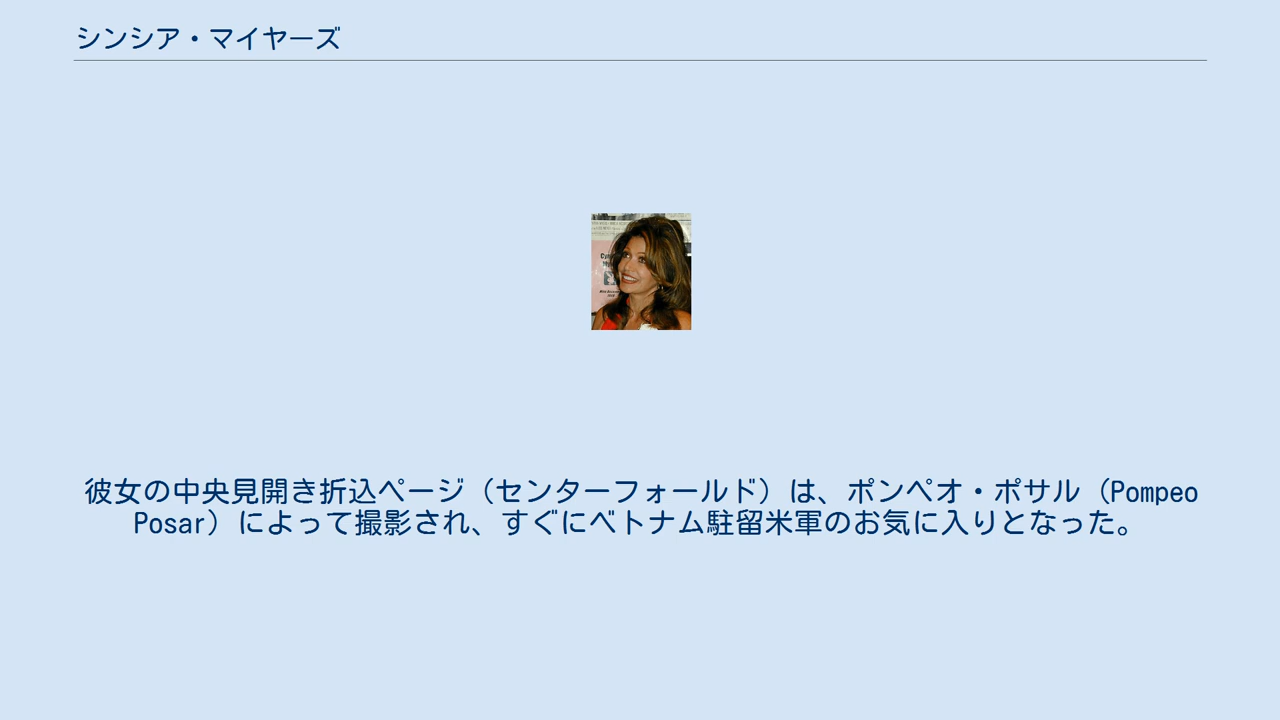 シンシア・マイヤーズ
彼女の中央見開き折込ページ（センターフォールド）は、ポンペオ・ポサル（Pompeo
Posar）によって撮影され、すぐにベトナム駐留米軍のお気に入りとなった。